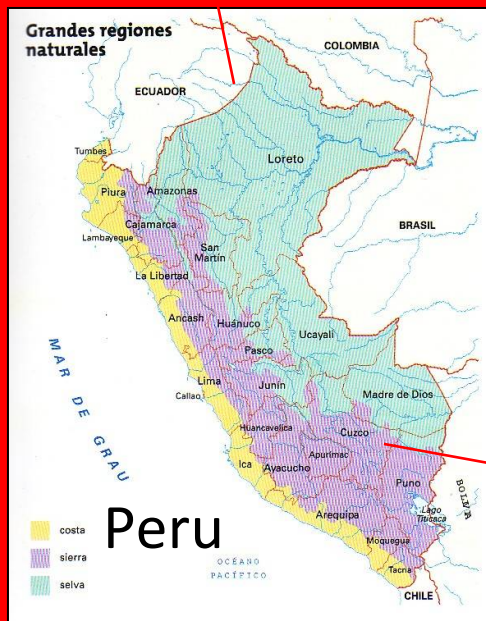 Grandes regiones
naturales
COLOMBIA
ECUADOR
Tumbes
Loreto
Piura
Amazonas
Cajamarca
BRASIL
Lambayeque
San
Martín
La Libertad
Ancash
Huánuco
Ucayali
Pasco
MAR DE GRAU
Lima
Junín
Callao
Madre de Dios
Huancavelica
Cuzco
Apurímac
Ica
Ayacucho
Puno
BOLIVIA
Arequipa
Lago
Titicaca
Peru
costa
sierra
selva
Moquegua
OCÉANO
PACÍFICO
Tacna
CHILE